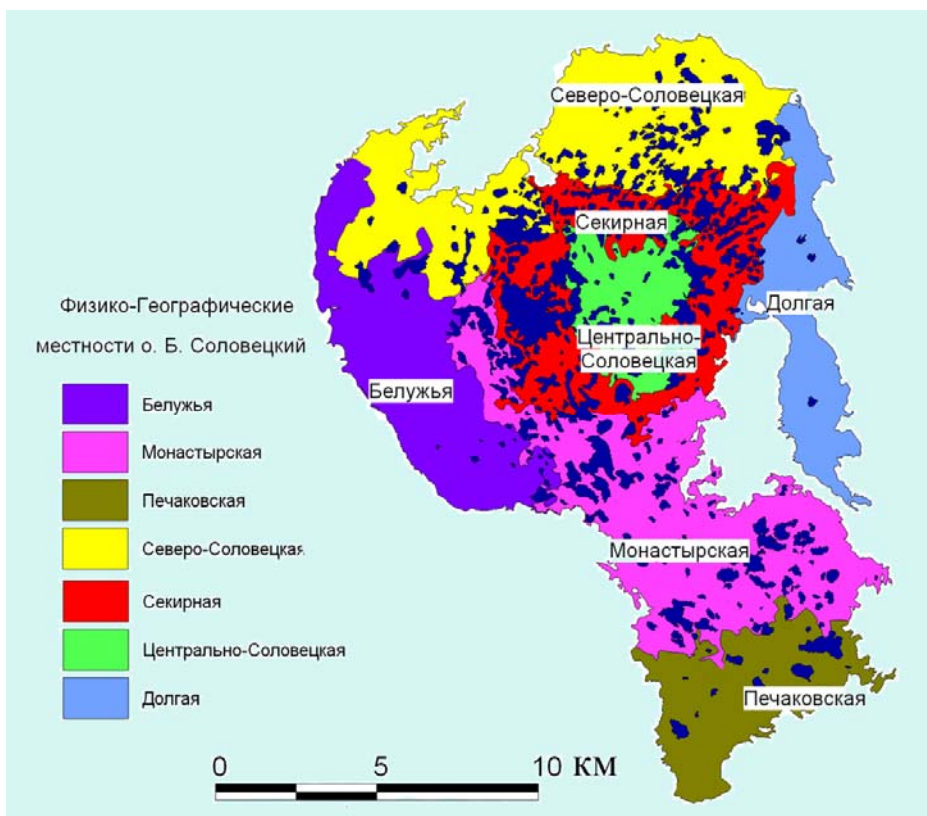 Северо-Соловецкая
Секирная
Долгая
Центрально-
Соловецкая
Белужья
Монастырская
Печаковская
Физико-Географические
местности о. Б. Соловецкий
Белужья
Монастырская
Печаковская
Северо-Соловецкая
Секирная
Центрально-Соловецкая
Долгая
0 5 10 км